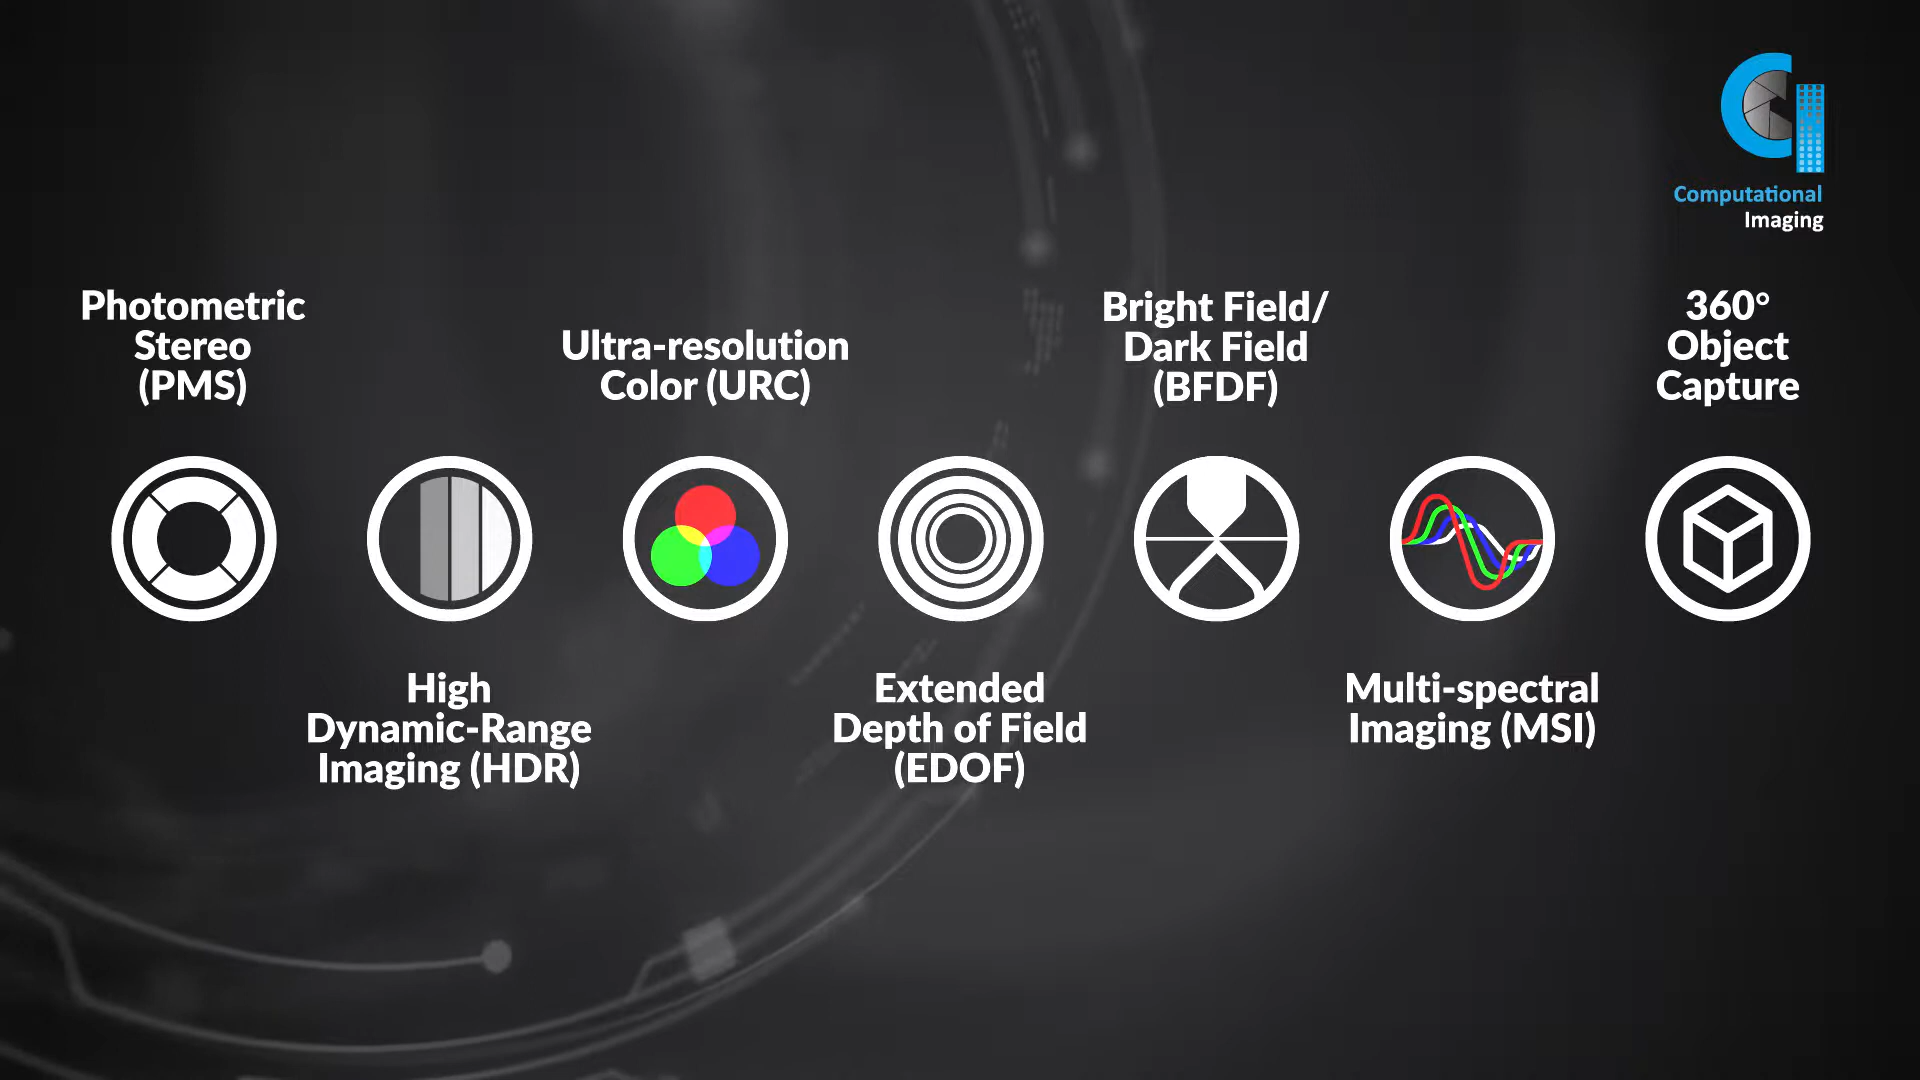 Computational
Imaging
Photometric
Stereo
(PMS)
High
Dynamic-Range
Imaging (HDR)
Ultra-resolution
Color (URC)
Extended
Depth of Field
(EDOF)
Bright Field/
Dark Field
(BFDF)
Multi-spectral
Imaging (MSI)
360°
Object
Capture